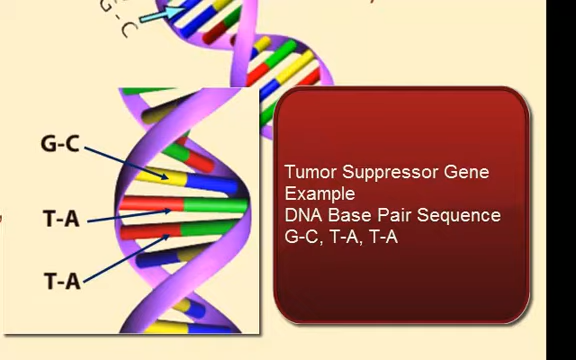 G-C
G-C
T-A
T-A
Tumor Suppressor Gene
Example
DNA Base Pair Sequence
G-C, T-A, T-A